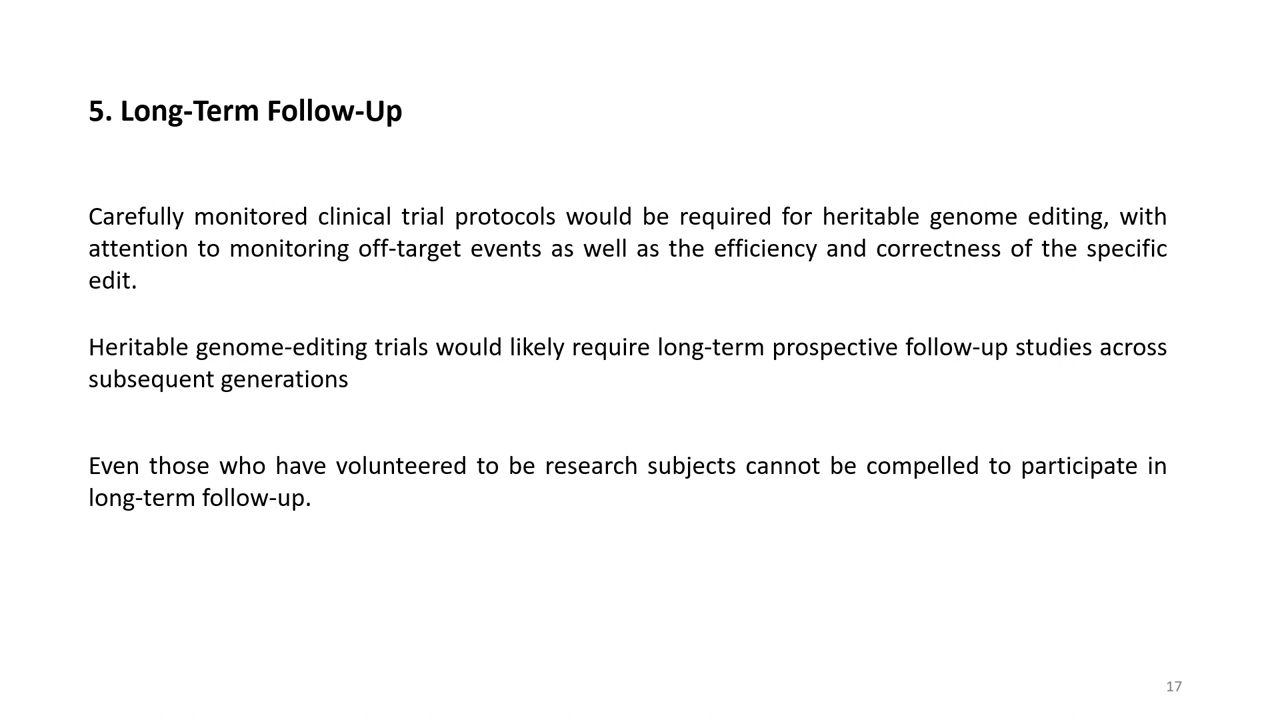 5. Long-Term Follow-Up
Carefully monitored clinical trial protocols would be required for heritable genome editing, with
attention to monitoring off-target events as well as the efficiency and correctness of the specific
edit.
Heritable genome-editing trials would likely require long-term prospective follow-up studies across
subsequent generations
Even those who have volunteered to be research subjects cannot be compelled to participate in
long-term follow-up.
17